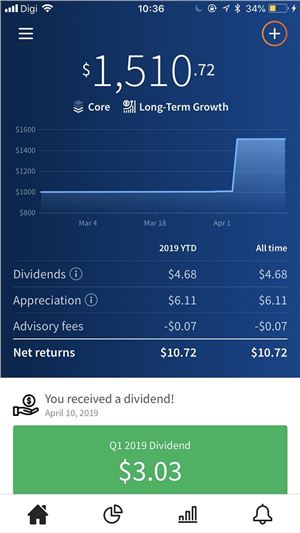 Digi 10:36 34%
$1,510.72
Core Long-Term Growth
$1600
$1400
$1200
$1000
$800
Mar 4 Mar 18 Apr 1
2019 YTD All time
Dividends $4.68 $4.68
Appreciation $6.11 $6.11
Advisory fees -$0.07 -$0.07
Net returns $10.72 $10.72
You received a dividend!
April 10, 2019
Q1 2019 Dividend
$3.03